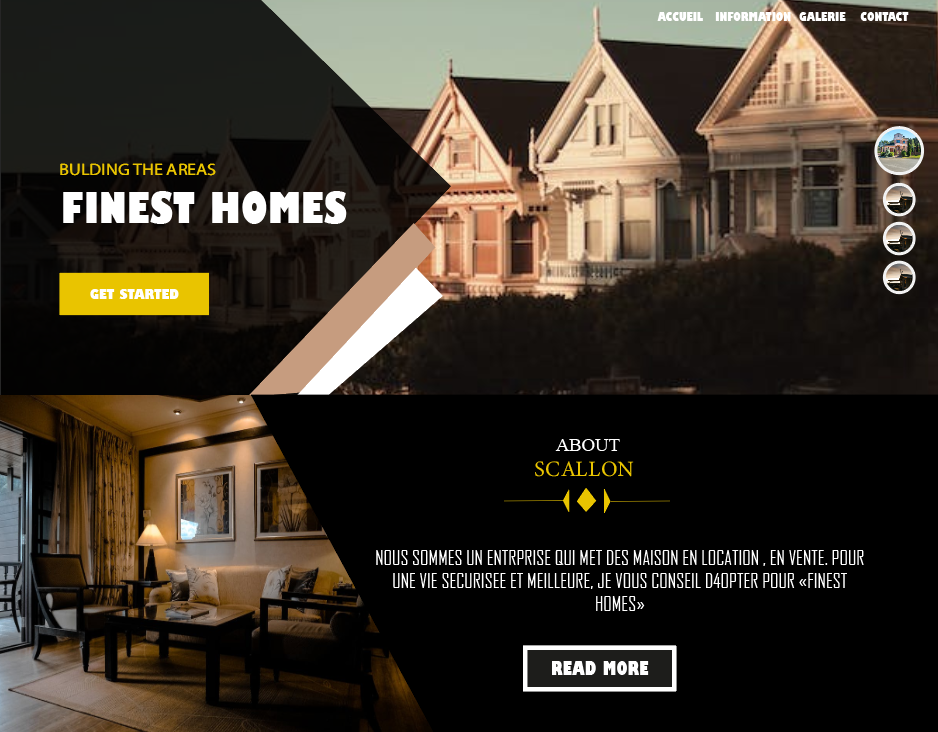 ACCUEIL INFORMATION GALERIE CONTACT
BULDING THE AREAS
FINEST HOMES
GET STARTED
ABOUT
SCALLON
NOUS SOMMES UN ENTRPRISE QUI MET DES MAISON EN LOCATION , EN VENTE. POUR
UNE VIE SECURISEE ET MEILLEURE, JE VOUS CONSEIL D4OPTER POUR «FINEST
HOMES»
READ MORE